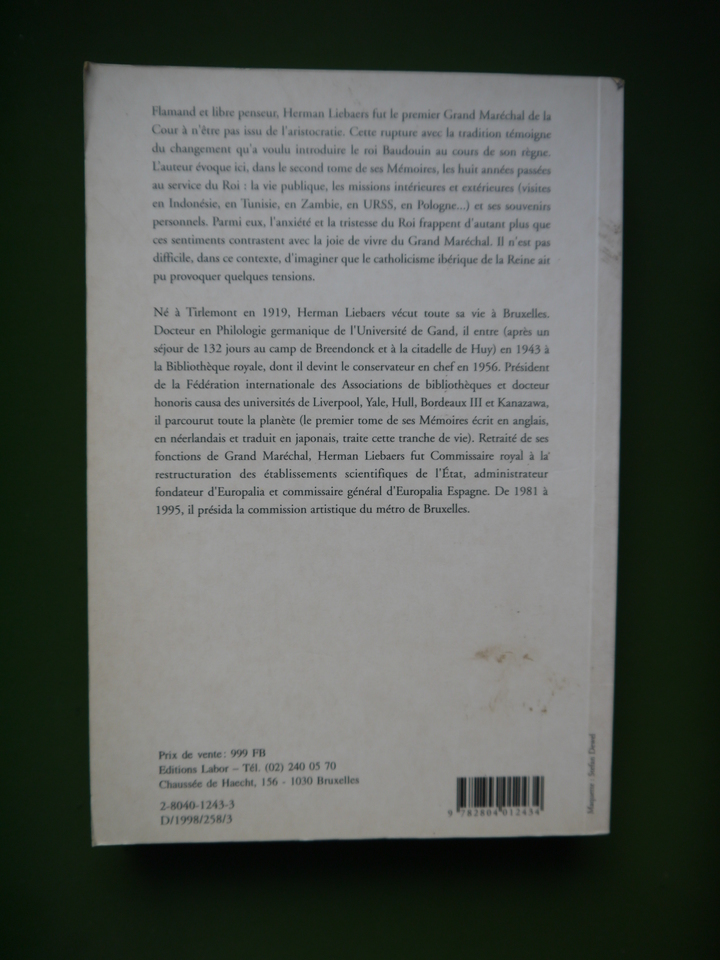 Flamand et libre penseur, Herman Liebaers fut le premier Grand Maréchal de la
Cour à n'être pas issu de l'aristocratie. Cette rupture avec la tradition témoigne
du changement qu'a voulu introduire le roi Baudouin au cours de son règne.
L'auteur évoque ici, dans le second tome de ses Mémoires, les huit années passées
au service du Roi : la vie publique, les missions intérieures et extérieures (visites
en Indonésie, en Tunisie, en Zambie, en URSS, en Pologne...) et ses souvenirs
personnels. Parmi eux, l'anxiété et la tristesse du Roi frappent d'autant plus que
ces sentiments contrastent avec la joie de vivre du Grand Maréchal. Il n'est pas
difficile, dans ce contexte, d'imaginer que le catholicisme ibérique de la Reine ait
pu provoquer quelques tensions.
Né à Tirlemont en 1919, Herman Liebaers vécut toute sa vie à Bruxelles.
Docteur en Philologie germanique de l'Université de Gand, il entre (après un
séjour de 132 jours au camp de Breendonck et à la citadelle de Huy) en 1943 à
la Bibliothèque royale, dont il devint le conservateur en chef en 1956. Président
de la Fédération internationale des Associations de bibliothèques et docteur
honoris causa des universités de Liverpool, Yale, Hull, Bordeaux III et Kanazawa,
il parcourut toute la planète (le premier tome de ses Mémoires écrit en anglais,
en néerlandais et traduit en japonais, traite cette tranche de vie). Retraité de ses
fonctions de Grand Maréchal, Herman Liebaers fut Commissaire royal à la
restructuration des établissements scientifiques de l'État, administrateur
fondateur d'Europalia et commissaire général d'Europalia Espagne. De 1981 à
1995, il présida la commission artistique du métro de Bruxelles.
Prix de vente : 999 FB
Editions Labor – Tél. (02) 240 05 70
Chaussée de Haecht, 156 - 1030 Bruxelles
2-8040-1243-3
D/1998/258/3
9 782804 012434
Maquette :